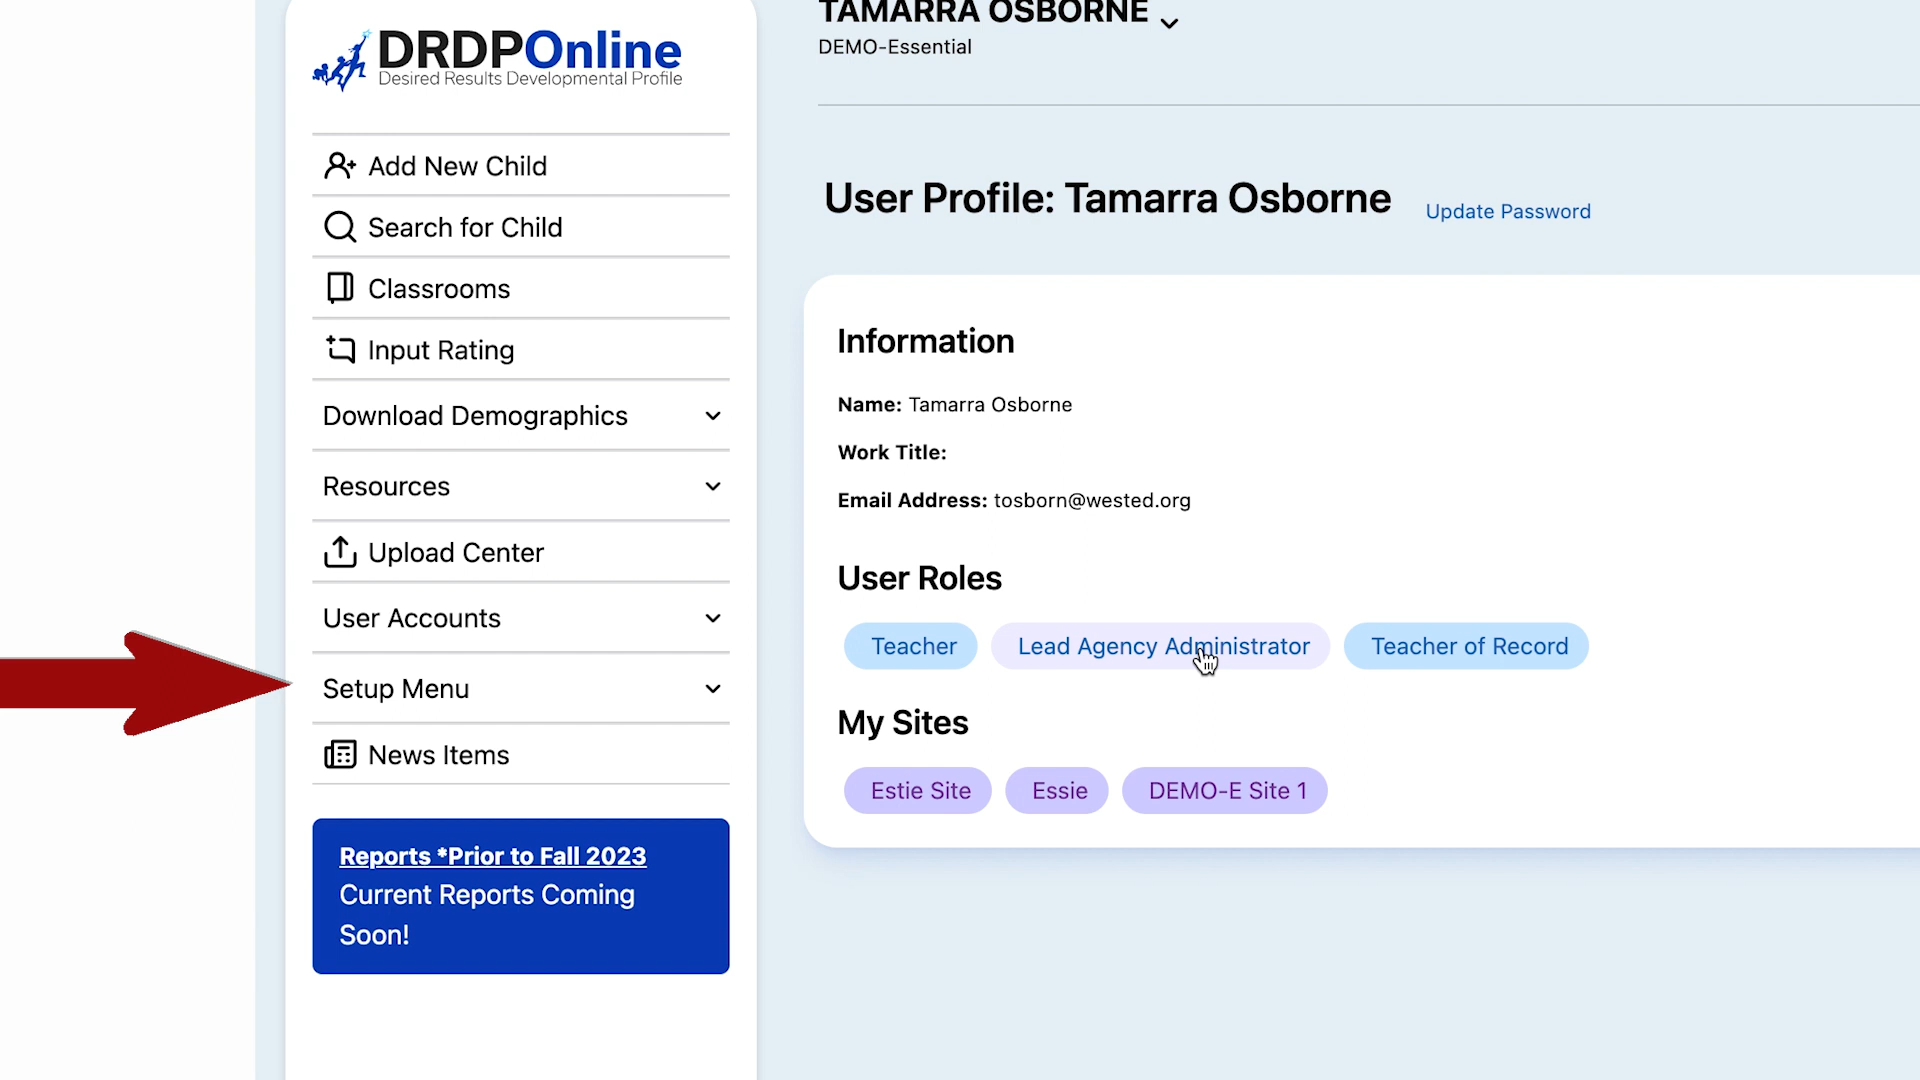 DRDPOnline
Desired Results Developmental Profile
Add New Child
Search for Child
Classrooms
Input Rating
Download Demographics
Resources
Upload Center
User Accounts
Setup Menu
News Items
Reports *Prior to Fall 2023
Current Reports Coming
Soon!
TAMARRA OSBORNE
DEMO-Essential
User Profile: Tamarra Osborne
Update Password
Information
Name: Tamarra Osborne
Work Title:
Email Address: tosborn@wested.org
User Roles
Teacher
Lead Agency Administrator
Teacher of Record
My Sites
Estie Site
Essie
DEMO-E Site 1